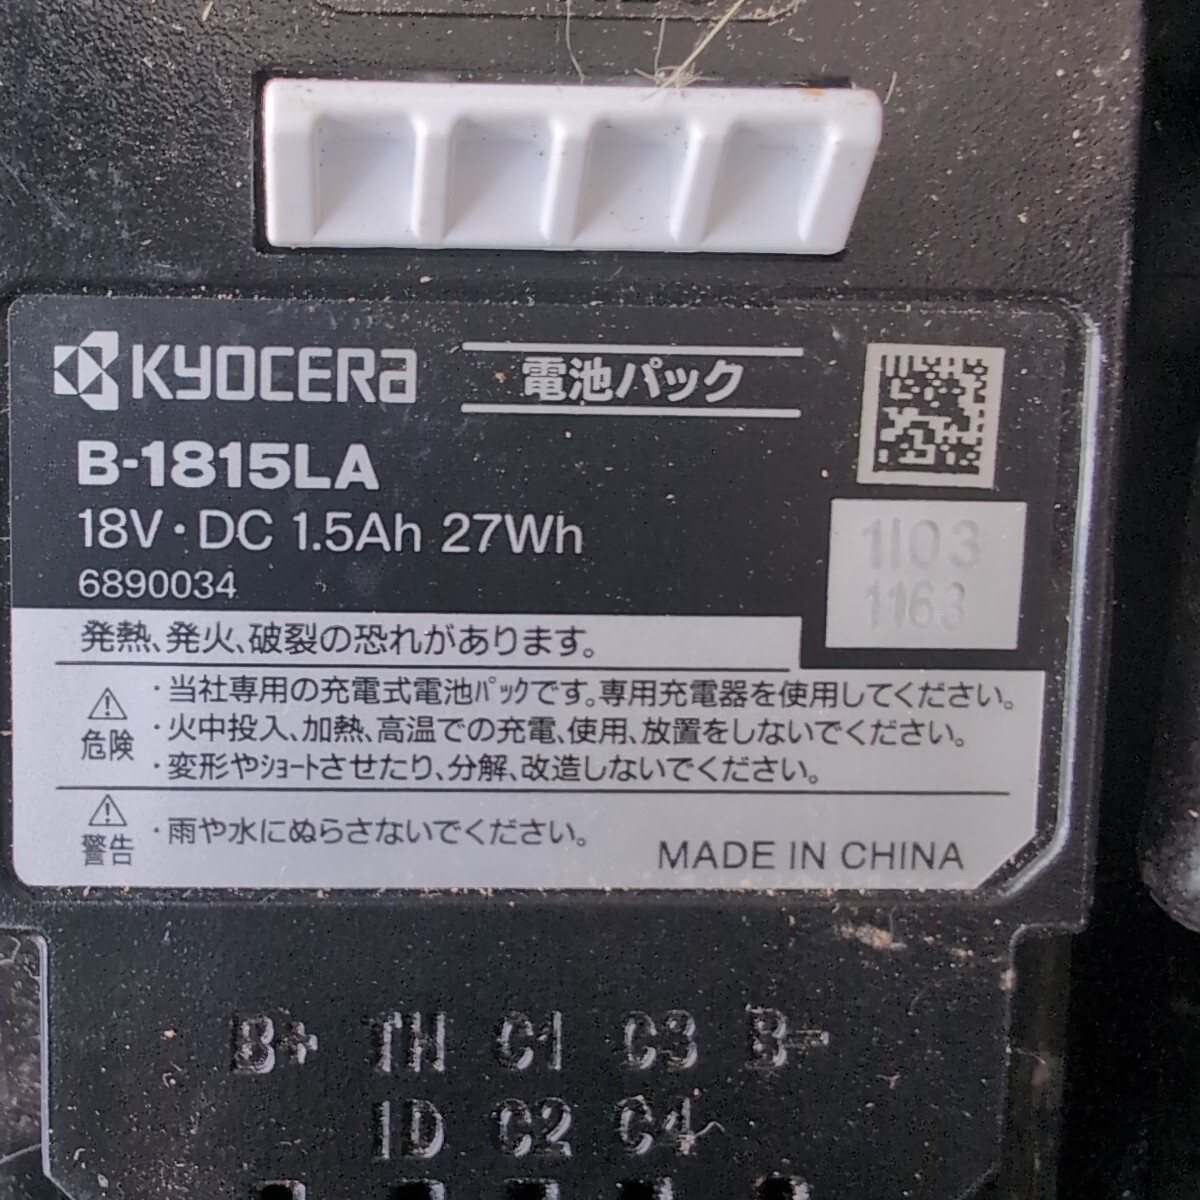 KYOCERA
電池パック
B-1815LA
18V・DC 1.5Ah 27Wh
6890034
1I03
1163
発熱、発火、破裂の恐れがあります。
危険
・当社専用の充電式電池パックです。専用充電器を使用してください。
・火中投入、加熱、高温での充電、使用、放置をしないでください。
・変形やショートさせたり、分解、改造しないでください。
警告
・雨や水にぬらさないでください。
MADE IN CHINA
B+ TH C1 C3 B-
ID C2 C4